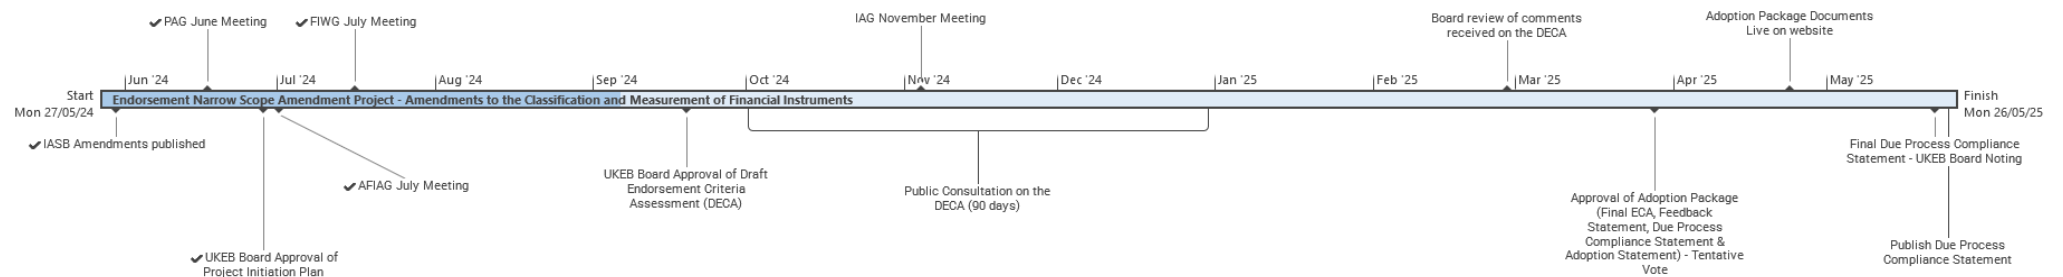 PAG June Meeting
FIWG July Meeting
IAG November Meeting
Board review of comments
received on the DECA
Adoption Package Documents
Live on website
Jun '24
Jul '24
Aug '24
Sep '24
Oct '24
Nov '24
Dec '24
Jan '25
Feb '25
Mar '25
Apr '25
May '25
Start
Mon 27/05/24
Endorsement Narrow Scope Amendment Project - Amendments to the Classification and Measurement of Financial Instruments
Finish
Mon 26/05/25
IASB Amendments published
AFIAG July Meeting
UKEB Board Approval of
Project Initiation Plan
UKEB Board Approval of Draft
Endorsement Criteria
Assessment (DECA)
Public Consultation on the
DECA (90 days)
Approval of Adoption Package
(Final ECA, Feedback
Statement, Due Process
Compliance Statement &
Adoption Statement) - Tentative
Vote
Final Due Process Compliance
Statement - UKEB Board Noting
Publish Due Process
Compliance Statement